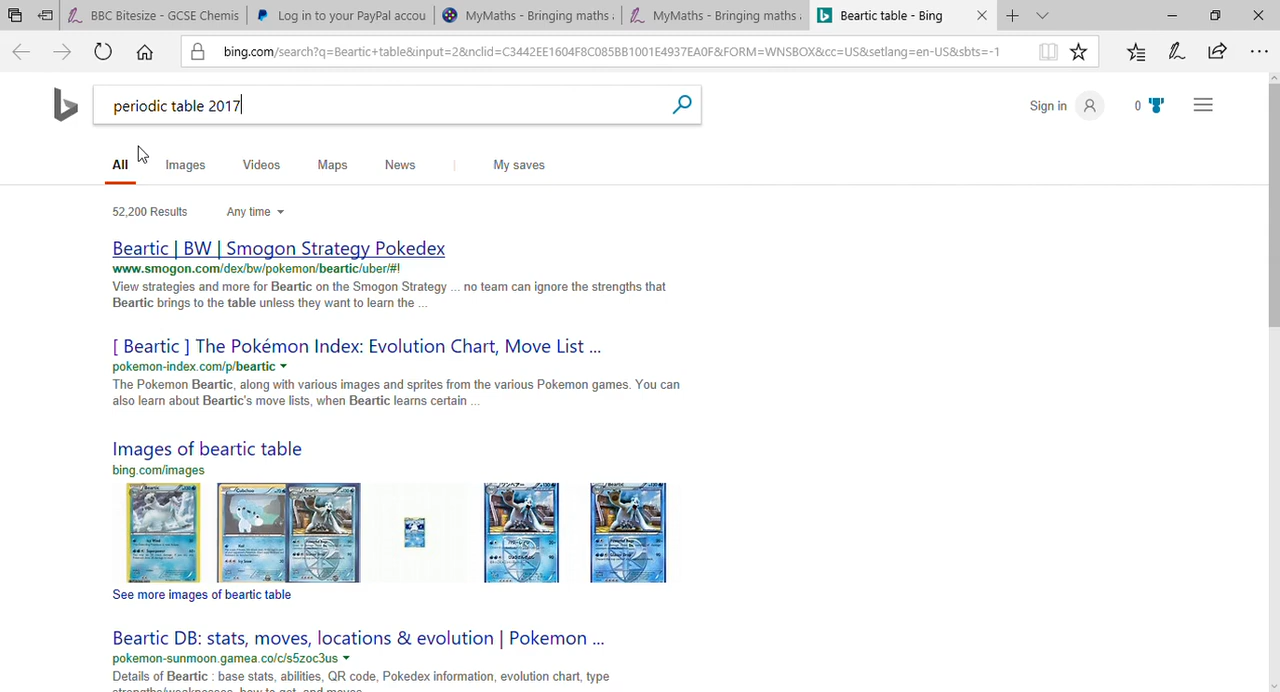 BBC Bitesize - GCSE Chemis
Log in to your PayPal accou
MyMaths - Bringing maths
MyMaths - Bringing maths
Beartic table - Bing
bing.com/search?q=Beartic+table&input=2&nclid=C3442EE1604F8C085BB1001E4937EA0F&FORM=WNSBOX&cc=US&setlang=en-US&sbts=-1
periodic table 2017
Sign in
0
All Images Videos Maps News | My saves
52,200 Results Any time
Beartic | BW | Smogon Strategy Pokedex
www.smogon.com/dex/bw/pokemon/beartic/uber/#!
View strategies and more for Beartic on the Smogon Strategy ... no team can ignore the strengths that
Beartic brings to the table unless they want to learn the ...
[ Beartic ] The Pokémon Index: Evolution Chart, Move List ...
pokemon-index.com/p/beartic
The Pokemon Beartic, along with various images and sprites from the various Pokemon games. You can
also learn about Beartic's move lists, when Beartic learns certain ...
Images of beartic table
bing.com/images
See more images of beartic table
Beartic DB: stats, moves, locations & evolution | Pokemon ...
pokemon-sunmoon.gamea.co/c/s5zoc3us
Details of Beartic : base stats, abilities, QR code, Pokedex information, evolution chart, type
strengths/weaknesses, how to get, and moves